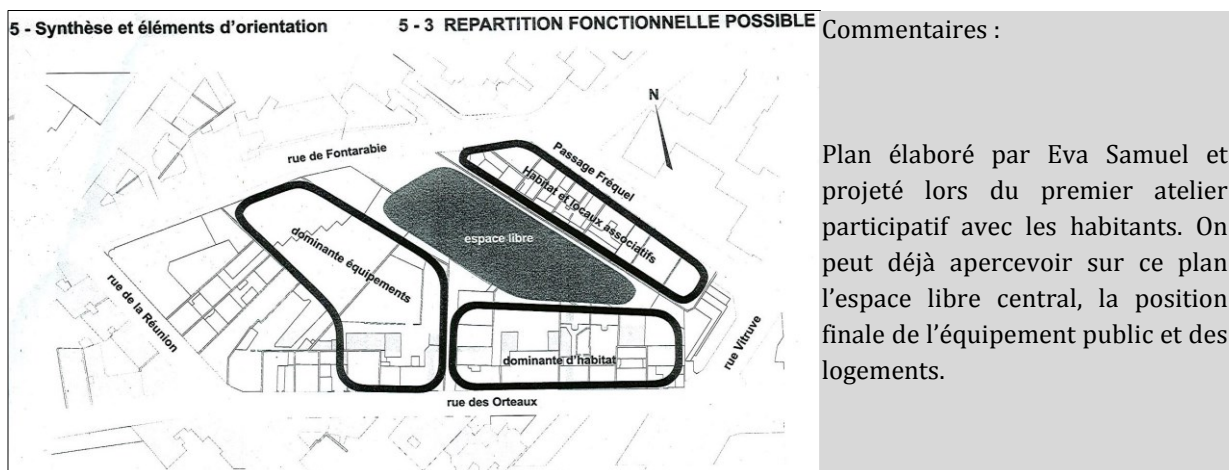 5 - Synthèse et éléments d'orientation
5 - 3 REPARTITION FONCTIONNELLE POSSIBLE
N
rue de Fontarabie
Passage Fréquel
Habitat et locaux associatifs
espace libre
dominante équipements
rue de la Réunion
dominante d'habitat
rue Vitruve
rue des Orteaux
Commentaires :
Plan élaboré par Eva Samuel et
projeté lors du premier atelier
participatif avec les habitants. On
peut déjà apercevoir sur ce plan
l’espace libre central, la position
finale de l’équipement public et des
logements.